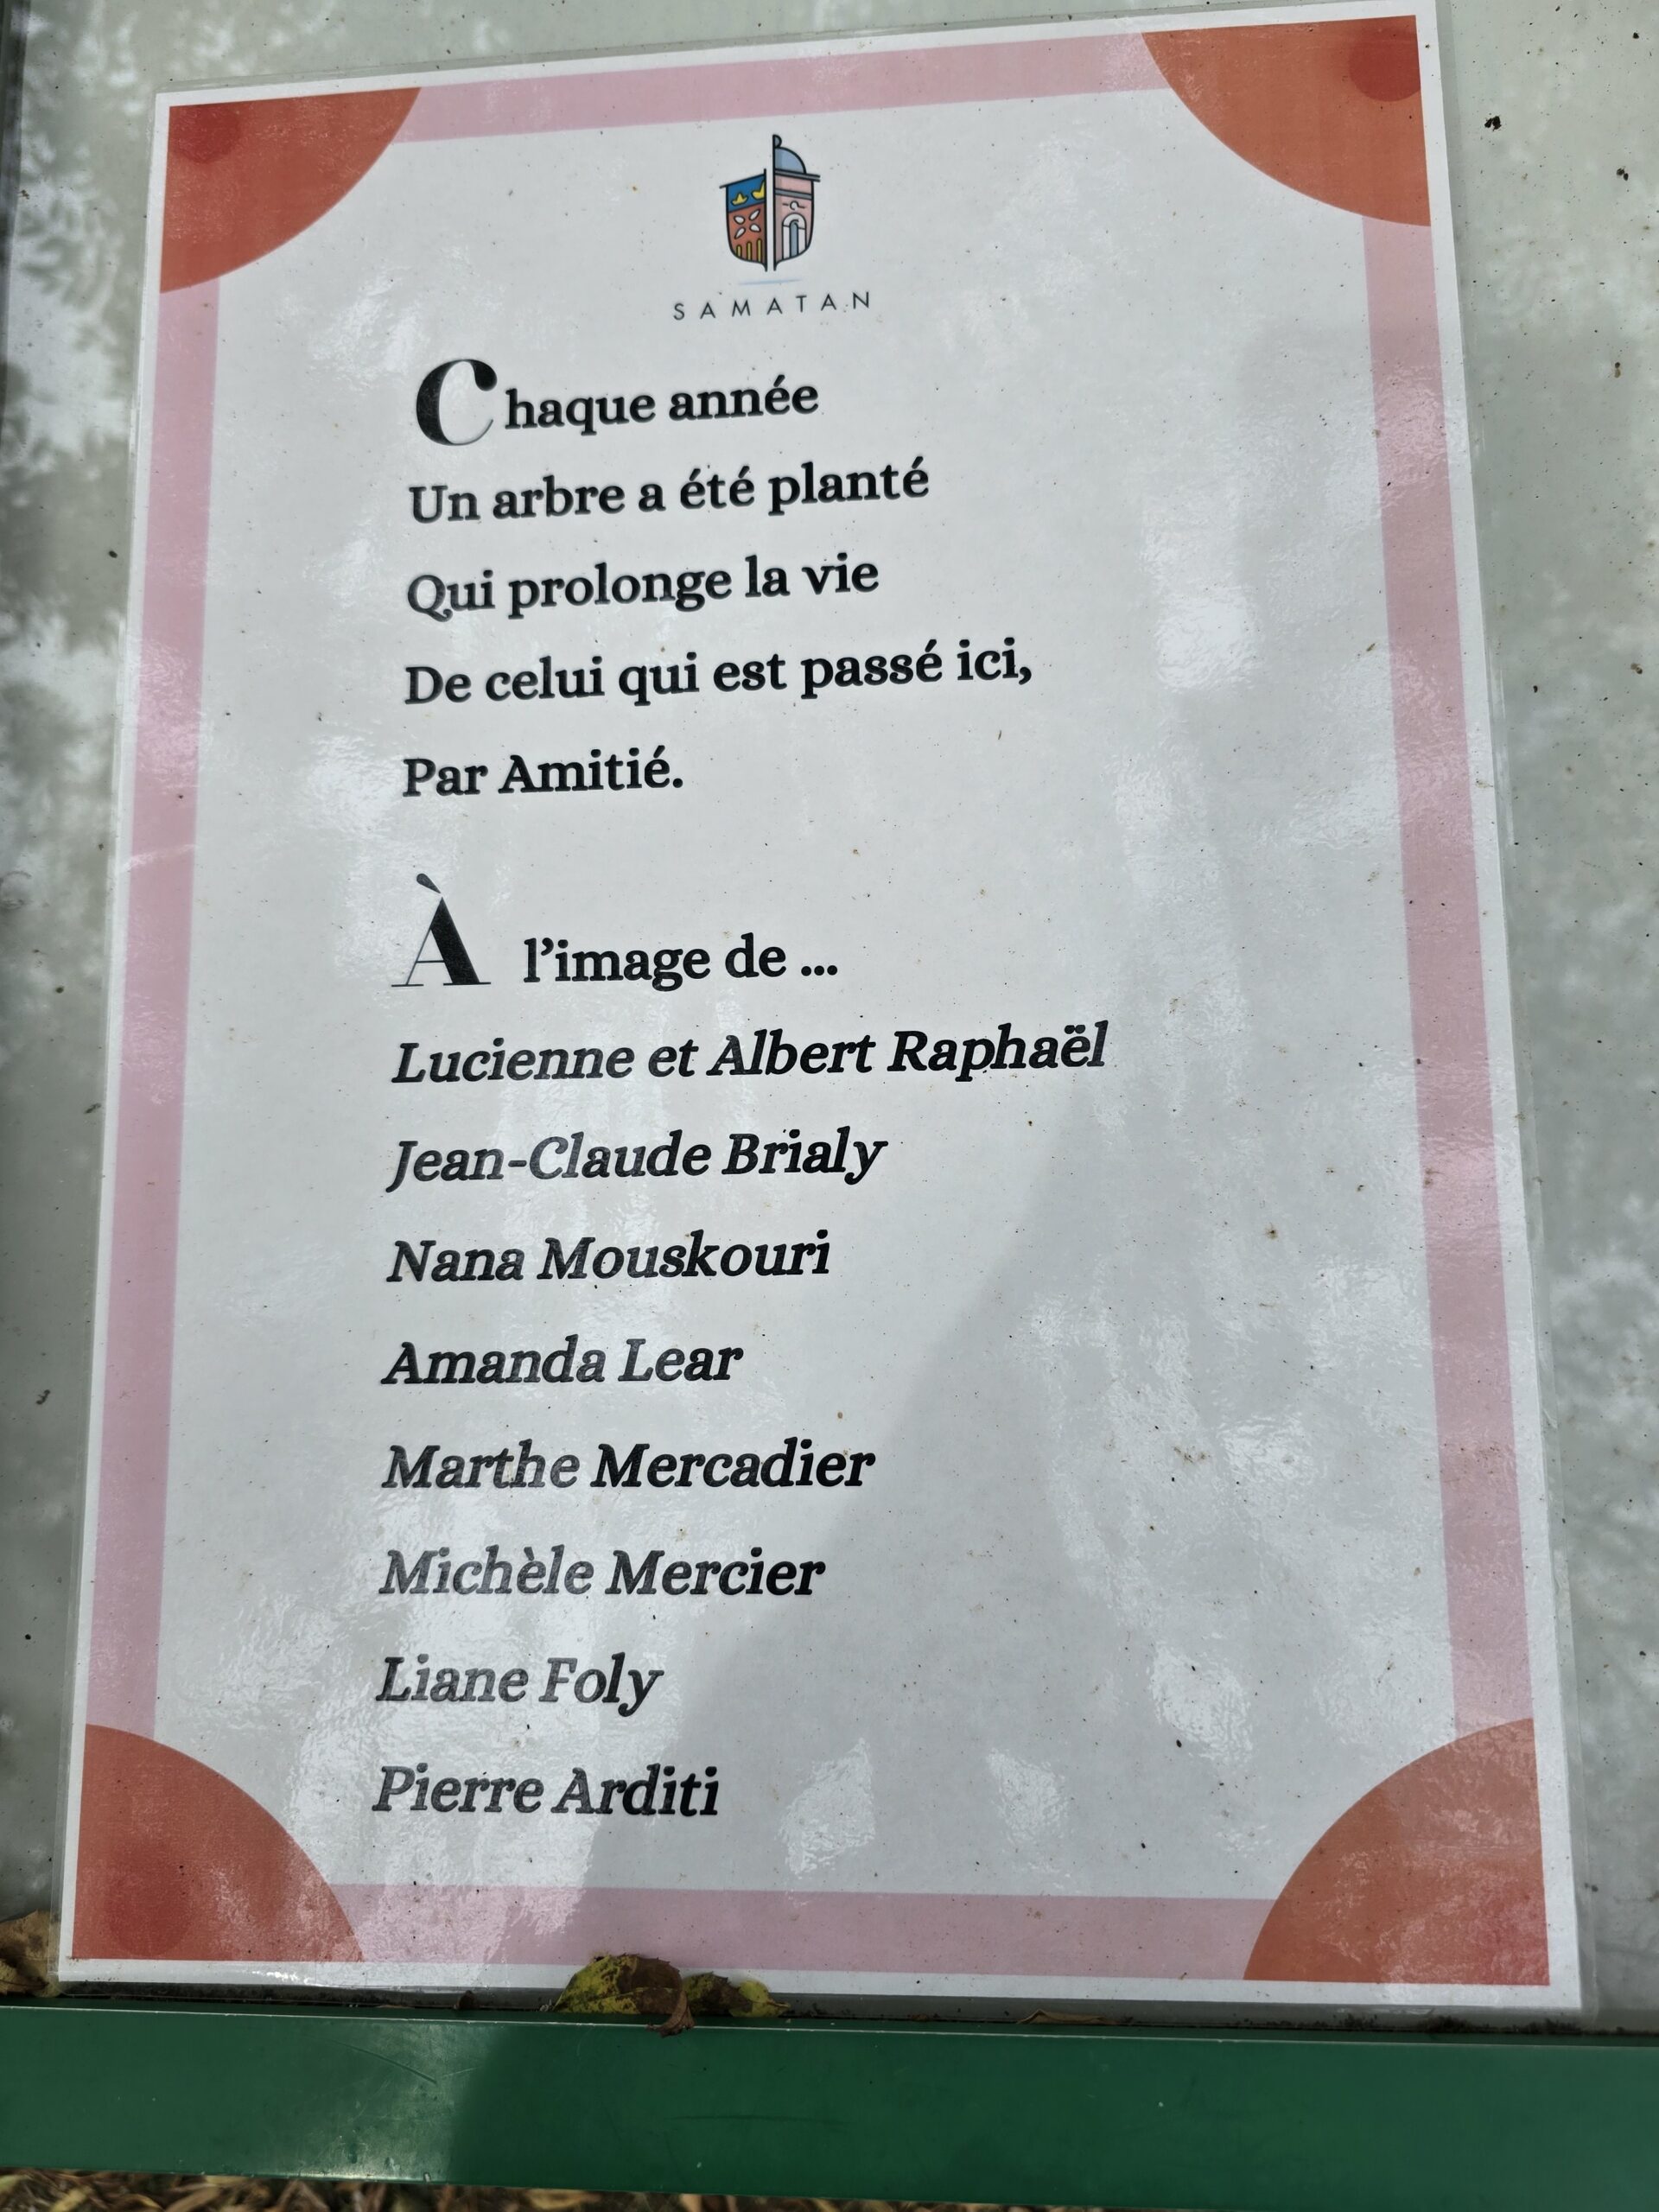 SAMATAN
Chaque année
Un arbre a été planté
Qui prolonge la vie
De celui qui est passé ici,
Par Amitié.
À l’image de ...
Lucienne et Albert Raphaël
Jean-Claude Brialy
Nana Mouskouri
Amanda Lear
Marthe Mercadier
Michèle Mercier
Liane Foly
Pierre Arditi